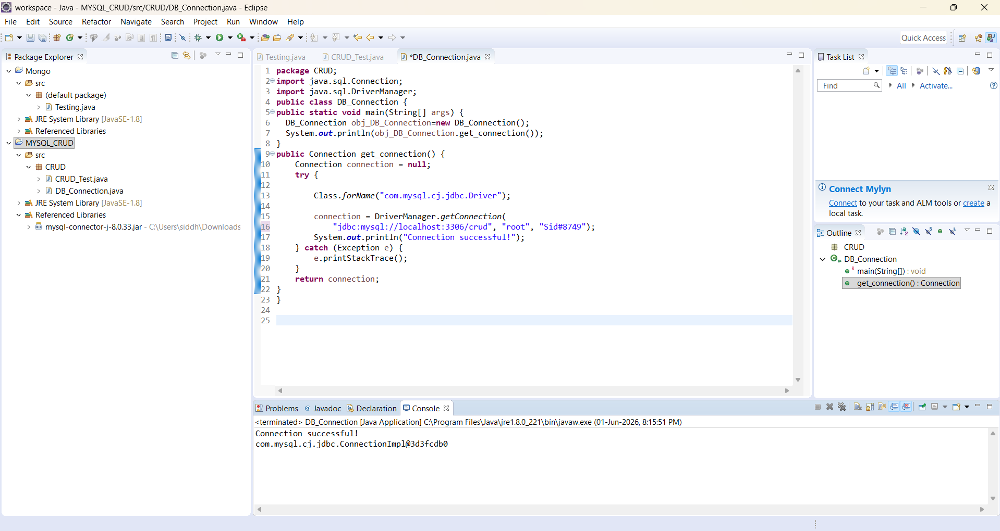 workspace - Java - MYSQL_CRUD/src/CRUD/DB_Connection.java - Eclipse
File Edit Source Refactor Navigate Search Project Run Window Help
Quick Access
Package Explorer
Mongo
src
(default package)
Testing.java
JRE System Library [JavaSE-1.8]
Referenced Libraries
MYSQL_CRUD
src
CRUD
CRUD_Test.java
DB_Connection.java
JRE System Library [JavaSE-1.8]
Referenced Libraries
mysql-connector-j-8.0.33.jar - C:\Users\siddh\Downloads
Testing.java CRUD_Test.java *DB_Connection.java
1 package CRUD;
2 import java.sql.Connection;
3 import java.sql.DriverManager;
4 public class DB_Connection {
5 public static void main(String[] args) {
6 DB_Connection obj_DB_Connection=new DB_Connection();
7 System.out.println(obj_DB_Connection.get_connection());
8 }
9 public Connection get_connection() {
10 Connection connection = null;
11 try {
12
13 Class.forName("com.mysql.cj.jdbc.Driver");
14
15 connection = DriverManager.getConnection(
16 "jdbc:mysql://localhost:3306/crud", "root", "Sid#8749");
17 System.out.println("Connection successful!");
18 } catch (Exception e) {
19 e.printStackTrace();
20 }
21 return connection;
22 }
23 }
24
25
Task List
Find All Activate...
Connect Mylyn
Connect to your task and ALM tools or create a
local task.
Outline
CRUD
DB_Connection
main(String[]) : void
get_connection() : Connection
Problems Javadoc Declaration Console
<terminated> DB_Connection [Java Application] C:\Program Files\Java\jre1.8.0_221\bin\javaw.exe (01-Jun-2026, 8:15:51 PM)
Connection successful!
com.mysql.cj.jdbc.ConnectionImpl@3d3fcdb0